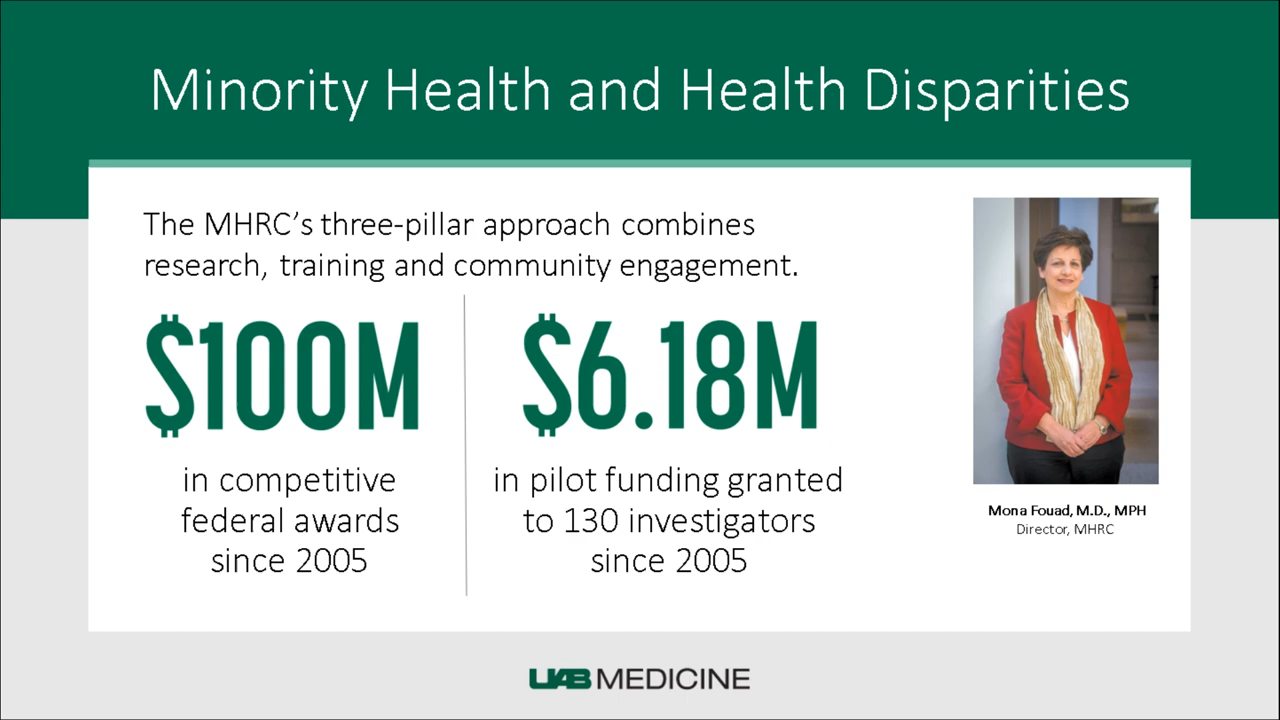 Minority Health and Health Disparities
The MHRC’s three-pillar approach combines
research, training and community engagement.
$100M
in competitive
federal awards
since 2005
$6.18M
in pilot funding granted
to 130 investigators
since 2005
Mona Fouad, M.D., MPH
Director, MHRC
UAB MEDICINE